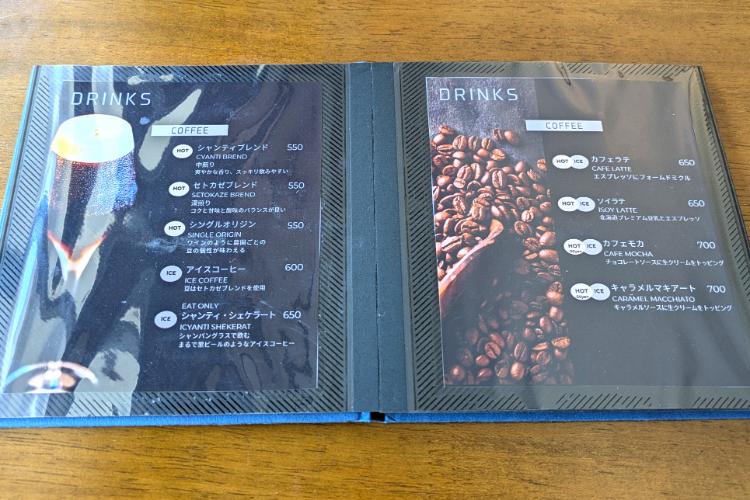 DRINKS
COFFEE
HOT シャンティブレンド 550
CYANTI BREND
中煎り
爽やかな香り、スッキリ飲みやすい
HOT セトカゼブレンド 550
SETOKAZE BREND
深煎り
コクと甘味と酸味のバランスが良い
HOT シングルオリジン 550
SINGLE ORIGIN
ワインのように農園ごとの
豆の個性が味わえる
ICE アイスコーヒー 600
ICE COFFEE
豆はセトカゼブレンドを使用
EAT ONLY
ICE シャンティ・シェケラート 650
ICYANTI SHEKERAT
シャンパングラスで飲む
まるで黒ビールのようなアイスコーヒー
DRINKS
COFFEE
HOT ICE カフェラテ 650
CAFE LATTE
エスプレッソにフォームドミルク
HOT ICE ソイラテ 650
ISOY LATTE
北海道プレミアム豆乳とエスプレッソ
HOT ICE カフェモカ 700
CAFE MOCHA
チョコレートソースに生クリームをトッピング
HOT ICE キャラメルマキアート 700
CARAMEL MACCHIATO
キャラメルソースに生クリームをトッピング